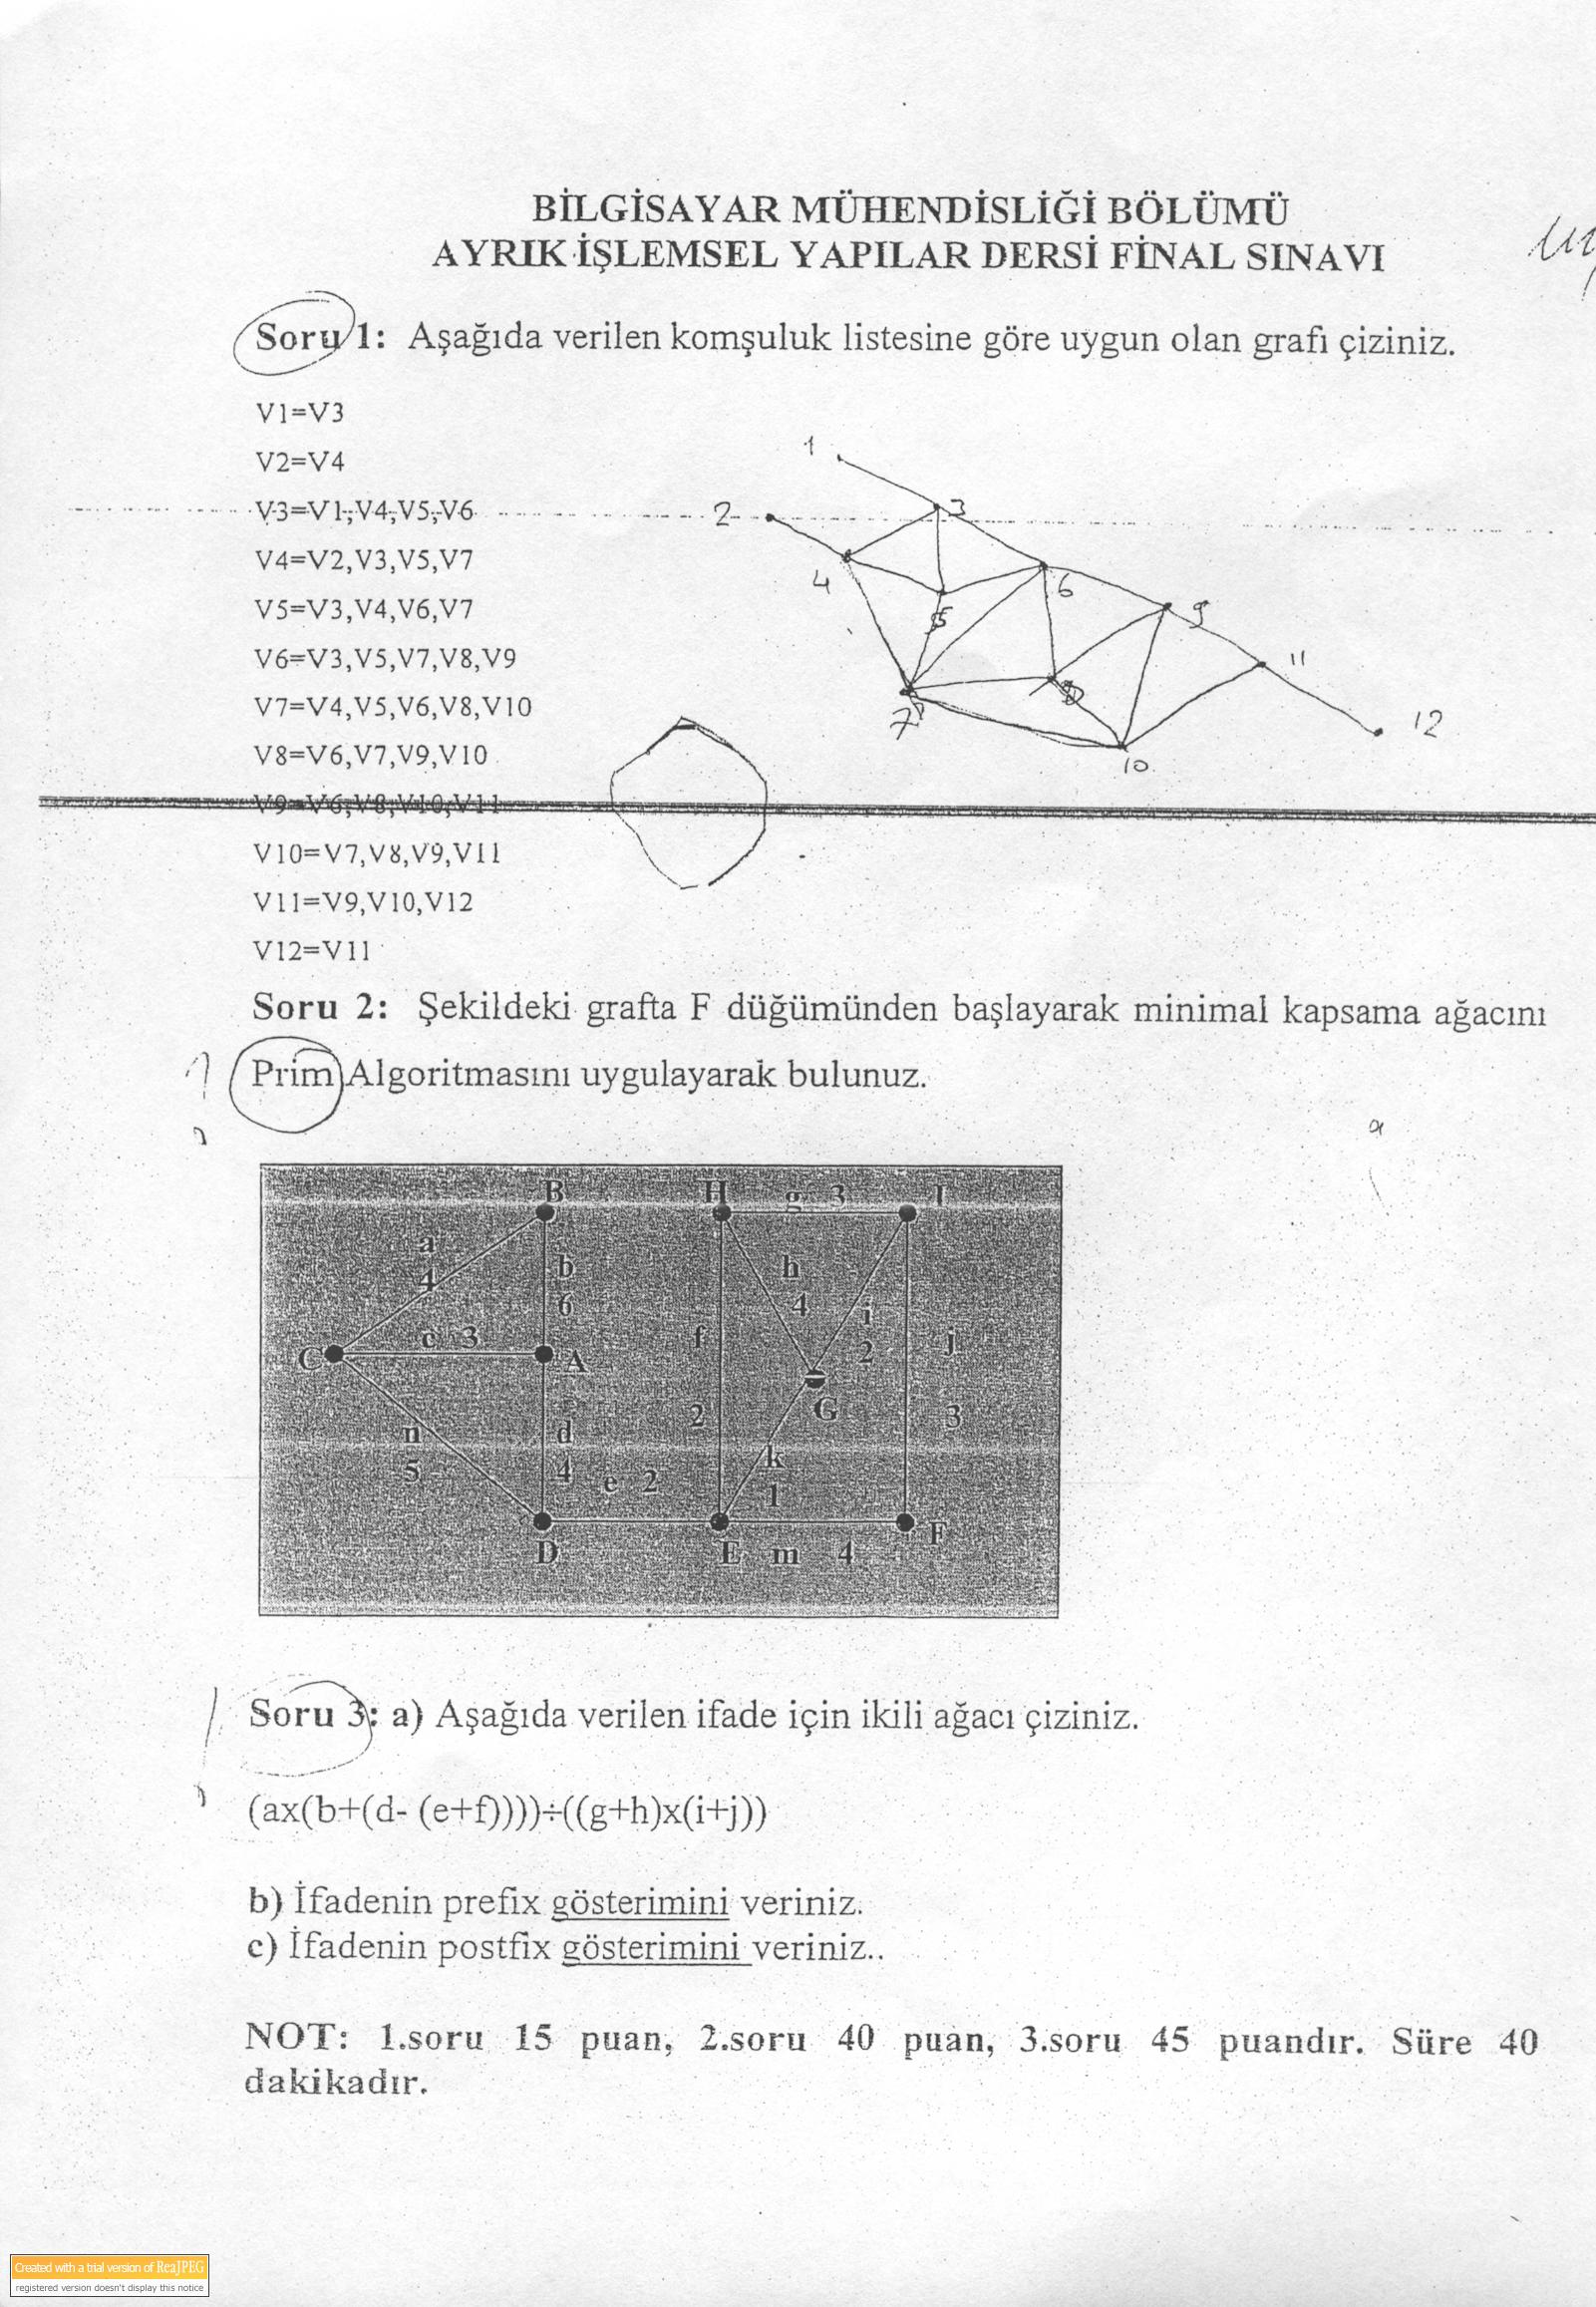 BİLGİSAYAR MÜHENDİSLİĞİ BÖLÜMÜ
AYRIK İŞLEMSEL YAPILAR DERSİ FİNAL SINAVI
Soru 1: Aşağıda verilen komşuluk listesine göre uygun olan grafı çiziniz.
V1=V3
V2=V4
V3=V1,V4,V5,V6
V4=V2,V3,V5,V7
V5=V3,V4,V6,V7
V6=V3,V5,V7,V8,V9
V7=V4,V5,V6,V8,V10
V8=V6,V7,V9,V10
V9=V6,V8,V10,V11
V10=V7,V8,V9,V11
V11=V9,V10,V12
V12=V11
1
2
3
4
5
6
9
11
7
12
10
Soru 2: Şekildeki grafta F düğümünden başlayarak minimal kapsama ağacını
Prim Algoritmasını uygulayarak bulunuz.
B H g 3 I
a
4
b
6
h
4
i
2
c 3
C A
f
2
j
3
G
n
5
d
4
e 2
k
1
D E m 4 F
Soru 3: a) Aşağıda verilen ifade için ikili ağacı çiziniz.
(ax(b+(d- (e+f))))÷((g+h)x(i+j))
b) İfadenin prefix gösterimini veriniz.
c) İfadenin postfix gösterimini veriniz..
NOT: 1.soru 15 puan, 2.soru 40 puan, 3.soru 45 puandır. Süre 40
dakikadır.
Created with a trial version of ReaJPEG
registered version doesn't display this notice